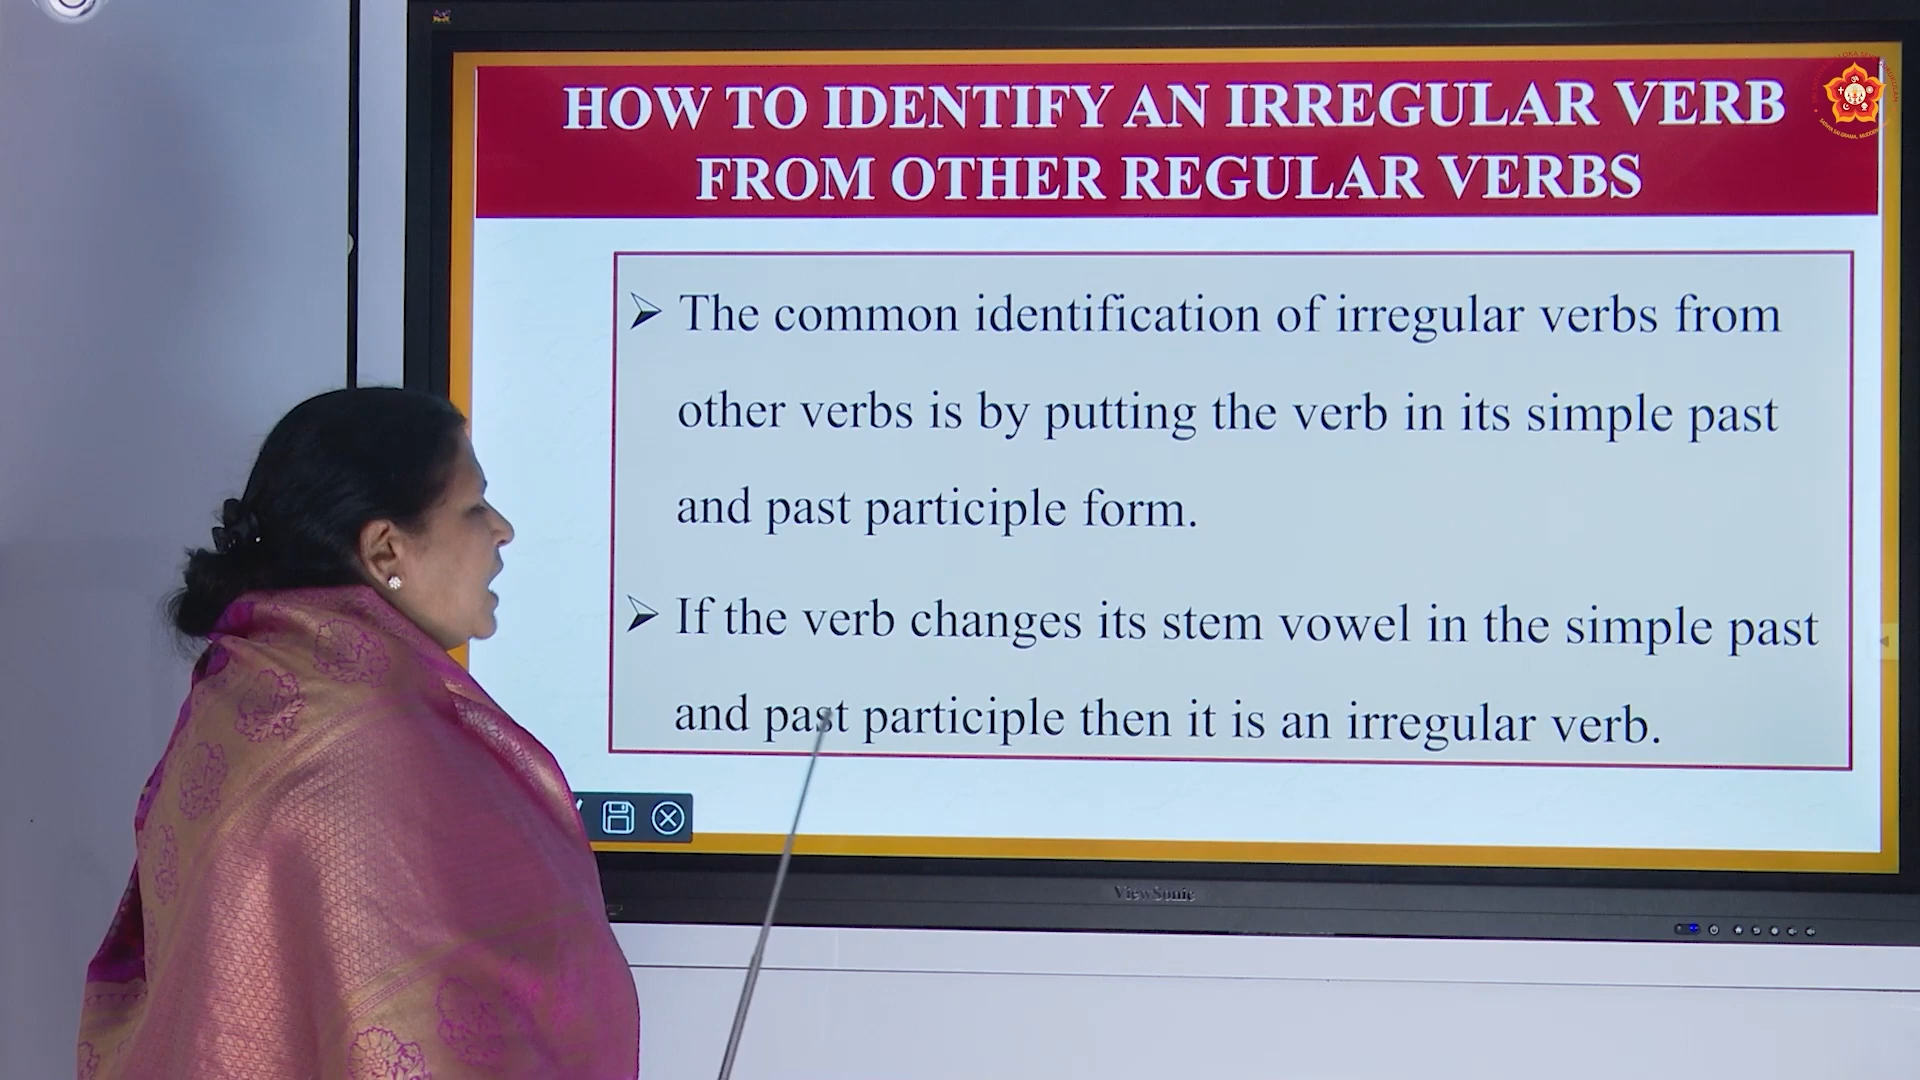 HOW TO IDENTIFY AN IRREGULAR VERB
FROM OTHER REGULAR VERBS
➢ The common identification of irregular verbs from
other verbs is by putting the verb in its simple past
and past participle form.
➢ If the verb changes its stem vowel in the simple past
and past participle then it is an irregular verb.
ViewSonic